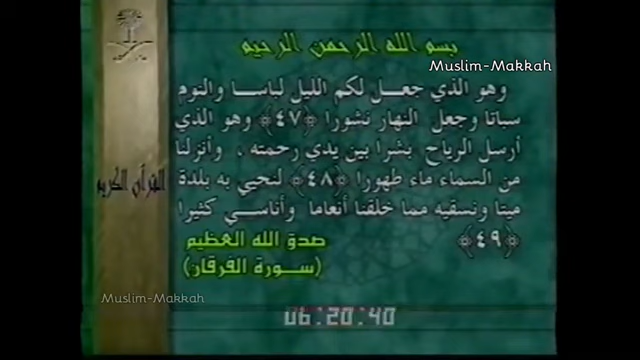 بسم الله الرحمن الرحيم
Muslim-Makkah
وهو الذي جعل لكم الليل لباسا والنوم
سباتا وجعل النهار نشورا ﴿٤٧﴾ وهو الذي
أرسل الرياح بشرا بين يدي رحمته ، وأنزلنا
من السماء ماء طهورا ﴿٤٨﴾ لنحيي به بلدة
ميتا ونسقيه مما خلقنا أنعاما وأناسي كثيرا
﴿٤٩﴾
صدق الله العظيم
(سورة الفرقان)
القرآن الكريم
Muslim-Makkah
06.20.40